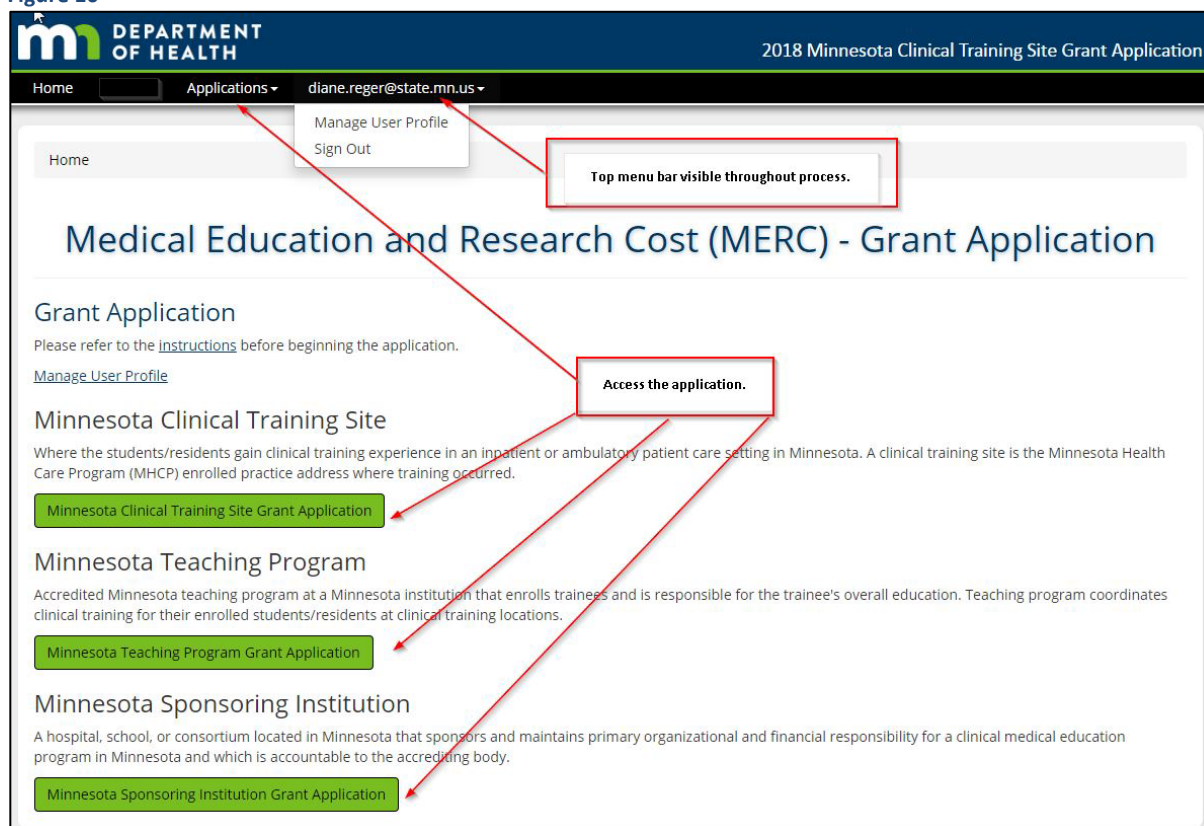 DEPARTMENT
OF HEALTH
2018 Minnesota Clinical Training Site Grant Application
Home Applications diane.reger@state.mn.us
Manage User Profile
Sign Out
Home
Top menu bar visible throughout process.
Medical Education and Research Cost (MERC) - Grant Application
Grant Application
Please refer to the instructions before beginning the application.
Manage User Profile
Access the application.
Minnesota Clinical Training Site
Where the students/residents gain clinical training experience in an inpatient or ambulatory patient care setting in Minnesota. A clinical training site is the Minnesota Health
Care Program (MHCP) enrolled practice address where training occurred.
Minnesota Clinical Training Site Grant Application
Minnesota Teaching Program
Accredited Minnesota teaching program at a Minnesota institution that enrolls trainees and is responsible for the trainee's overall education. Teaching program coordinates
clinical training for their enrolled students/residents at clinical training locations.
Minnesota Teaching Program Grant Application
Minnesota Sponsoring Institution
A hospital, school, or consortium located in Minnesota that sponsors and maintains primary organizational and financial responsibility for a clinical medical education
program in Minnesota and which is accountable to the accrediting body.
Minnesota Sponsoring Institution Grant Application